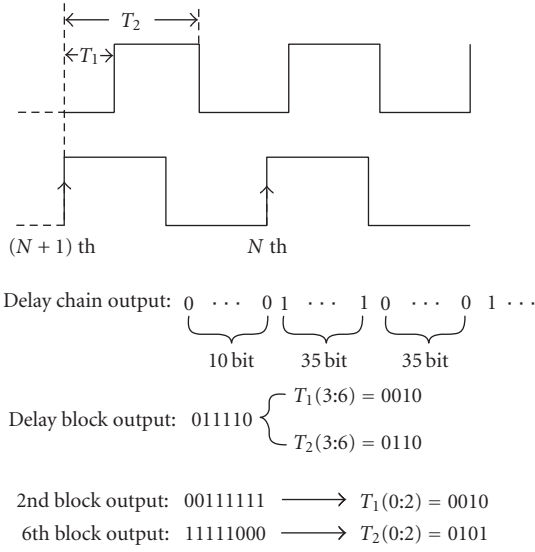 T₂
T₁
(N + 1) th
N th
Delay chain output: 0 ··· 0 1 ··· 1 0 ··· 0 1 ···
10 bit 35 bit 35 bit
T₁(3:6) = 0010
Delay block output: 011110
T₂(3:6) = 0110
2nd block output: 00111111 → T₁(0:2) = 0010
6th block output: 11111000 → T₂(0:2) = 0101